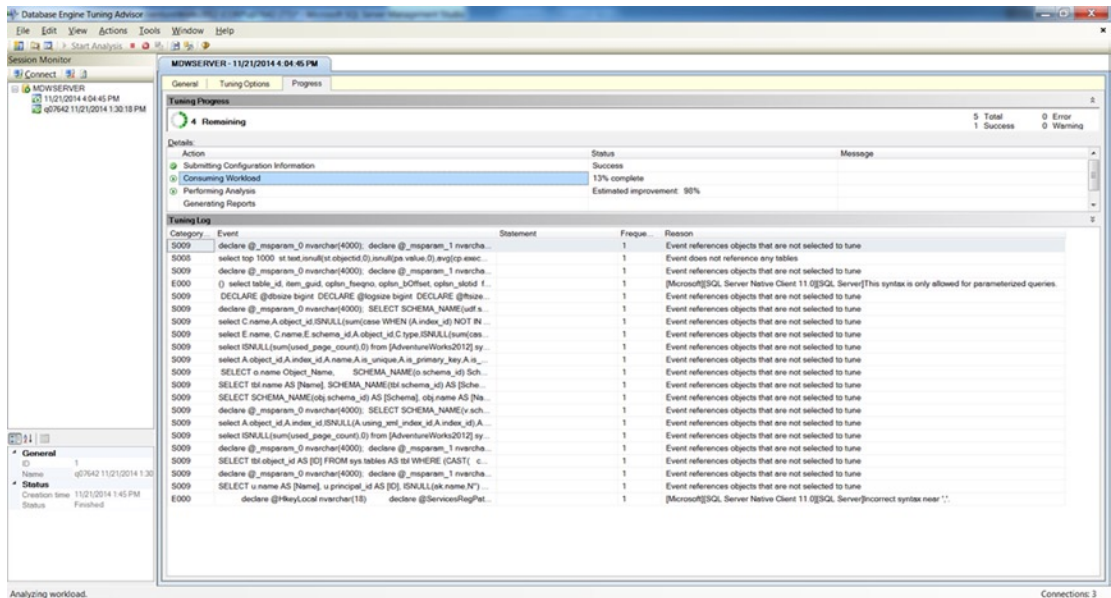 Database Engine Tuning Advisor
File Edit View Actions Tools Window Help
Start Analysis
Session Monitor
Connect
MDWSERVER
11/21/2014 4:04:45 PM
q07642 11/21/2014 1:30:18 PM
MDWSERVER - 11/21/2014 4:04:45 PM
General Tuning Options Progress
Tuning Progress
4 Remaining
5 Total 0 Error
1 Success 0 Warning
Details:
Action Status Message
Submitting Configuration Information Success
Consuming Workload 13% complete
Performing Analysis Estimated improvement: 98%
Generating Reports
Tuning Log
Category... Event Statement Freque... Reason
S009 declare @_msparam_0 nvarchar(4000); declare @_msparam_1 nvarcha... 1 Event references objects that are not selected to tune
S008 select top 1000 st.text,isnull(st.objectid,0),isnull(pa.value,0),avg(cp.exec... 1 Event does not reference any tables
S009 declare @_msparam_0 nvarchar(4000); declare @_msparam_1 nvarcha... 1 Event references objects that are not selected to tune
E000 () select table_id, item_guid, oplsn_fseqno, oplsn_bOffset, oplsn_slotid f... 1 [Microsoft][SQL Server Native Client 11.0][SQL Server]This syntax is only allowed for parameterized queries.
S009 DECLARE @dbsize bigint DECLARE @logsize bigint DECLARE @ftsize... 1 Event references objects that are not selected to tune
S009 declare @_msparam_0 nvarchar(4000); SELECT SCHEMA_NAME(udf.s... 1 Event references objects that are not selected to tune
S009 select C.name,A.object_id,ISNULL(sum(case WHEN (A.index_id) NOT IN ... 1 Event references objects that are not selected to tune
S009 select E.name, C.name,E.schema_id,A.object_id,C.type,ISNULL(sum(cas... 1 Event references objects that are not selected to tune
S009 select ISNULL(sum(used_page_count),0) from [AdventureWorks2012].sy... 1 Event references objects that are not selected to tune
S009 select A.object_id,A.index_id,A.name,A.is_unique,A.is_primary_key,A.is_... 1 Event references objects that are not selected to tune
S009 SELECT o.name Object_Name, SCHEMA_NAME(o.schema_id) Sch... 1 Event references objects that are not selected to tune
S009 SELECT tbl.name AS [Name], SCHEMA_NAME(tbl.schema_id) AS [Sche... 1 Event references objects that are not selected to tune
S009 SELECT SCHEMA_NAME(obj.schema_id) AS [Schema], obj.name AS [Na... 1 Event references objects that are not selected to tune
S009 declare @_msparam_0 nvarchar(4000); SELECT SCHEMA_NAME(v.sch... 1 Event references objects that are not selected to tune
S009 select A.object_id,A.index_id,ISNULL(A.using_xml_index_id,A.index_id),A... 1 Event references objects that are not selected to tune
S009 select ISNULL(sum(used_page_count),0) from [AdventureWorks2012].sy... 1 Event references objects that are not selected to tune
S009 declare @_msparam_0 nvarchar(4000); declare @_msparam_1 nvarcha... 1 Event references objects that are not selected to tune
S009 SELECT tbl.object_id AS [ID] FROM sys.tables AS tbl WHERE (CAST( c... 1 Event references objects that are not selected to tune
S009 declare @_msparam_0 nvarchar(4000); declare @_msparam_1 nvarcha... 1 Event references objects that are not selected to tune
S009 SELECT u.name AS [Name], u.principal_id AS [ID], ISNULL(ak.name,N'') ... 1 Event references objects that are not selected to tune
E000 declare @HkeyLocal nvarchar(18) declare @ServicesRegPat... 1 [Microsoft][SQL Server Native Client 11.0][SQL Server]Incorrect syntax near ','.
General
ID 1
Name q07642 11/21/2014 1:30
Status
Creation time 11/21/2014 1:45 PM
Status Finished
Analyzing workload. Connections: 3